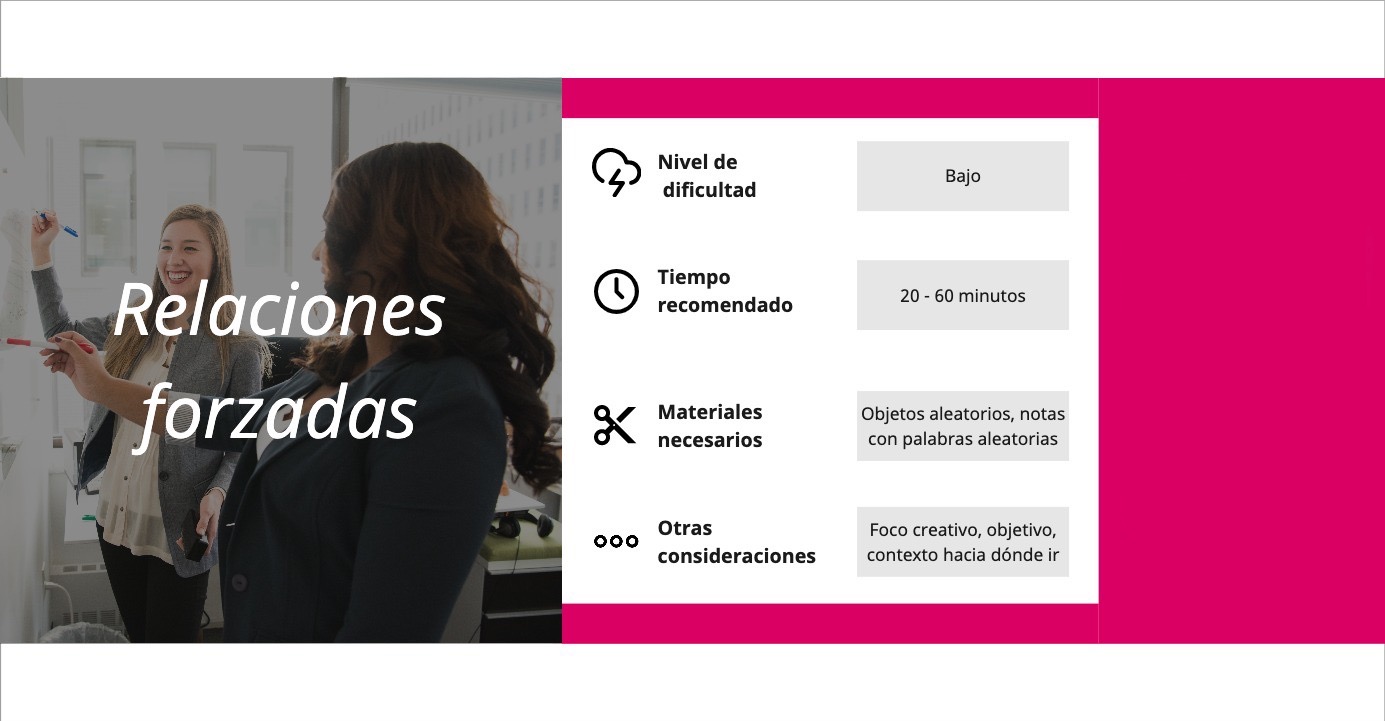 Relaciones
forzadas
Nivel de
dificultad
Bajo
Tiempo
recomendado
20 - 60 minutos
Materiales
necesarios
Objetos aleatorios, notas
con palabras aleatorias
Otras
consideraciones
Foco creativo, objetivo,
contexto hacia dónde ir